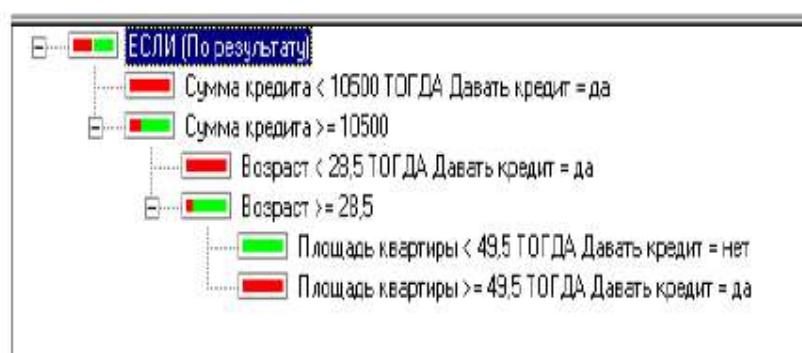 ЕСЛИ (По результату)
Сумма кредита < 10500 ТОГДА Давать кредит = да
Сумма кредита >= 10500
Возраст < 28,5 ТОГДА Давать кредит = да
Возраст >= 28,5
Площадь квартиры < 49,5 ТОГДА Давать кредит = нет
Площадь квартиры >= 49,5 ТОГДА Давать кредит = да